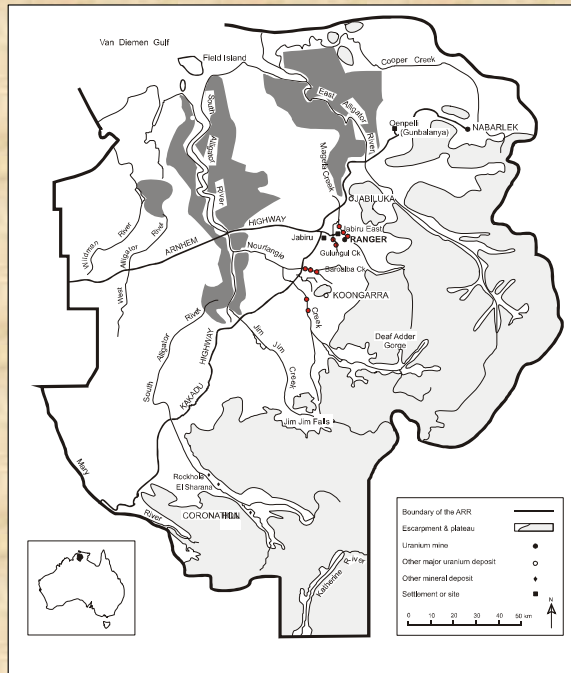 Van Diemen Gulf
Field Island
Cooper Creek
East
Alligator
River
South
Alligator
River
Oenpelli
(Gunbalanya)
NABARLEK
Magela Creek
JABILUKA
HIGHWAY
Jabiru East
Jabiru
RANGER
Gulungul Ck
ARNHEM
Nourlangie
Baralba Ck
Wildman
River
West
Alligator
River
KOONGARRA
Creek
Deaf Adder
Gorge
South
Alligator
River
KAKADU
HIGHWAY
Jim Jim
Creek
Jim Jim Falls
Mary
River
Rockhole
El Sharana
CORONATION
HILL
Katherine
River
Boundary of the ARR
Escarpment & plateau
Uranium mine
Other major uranium deposit
Other mineral deposit
Settlement or site
0 10 20 30 40 50 km
N